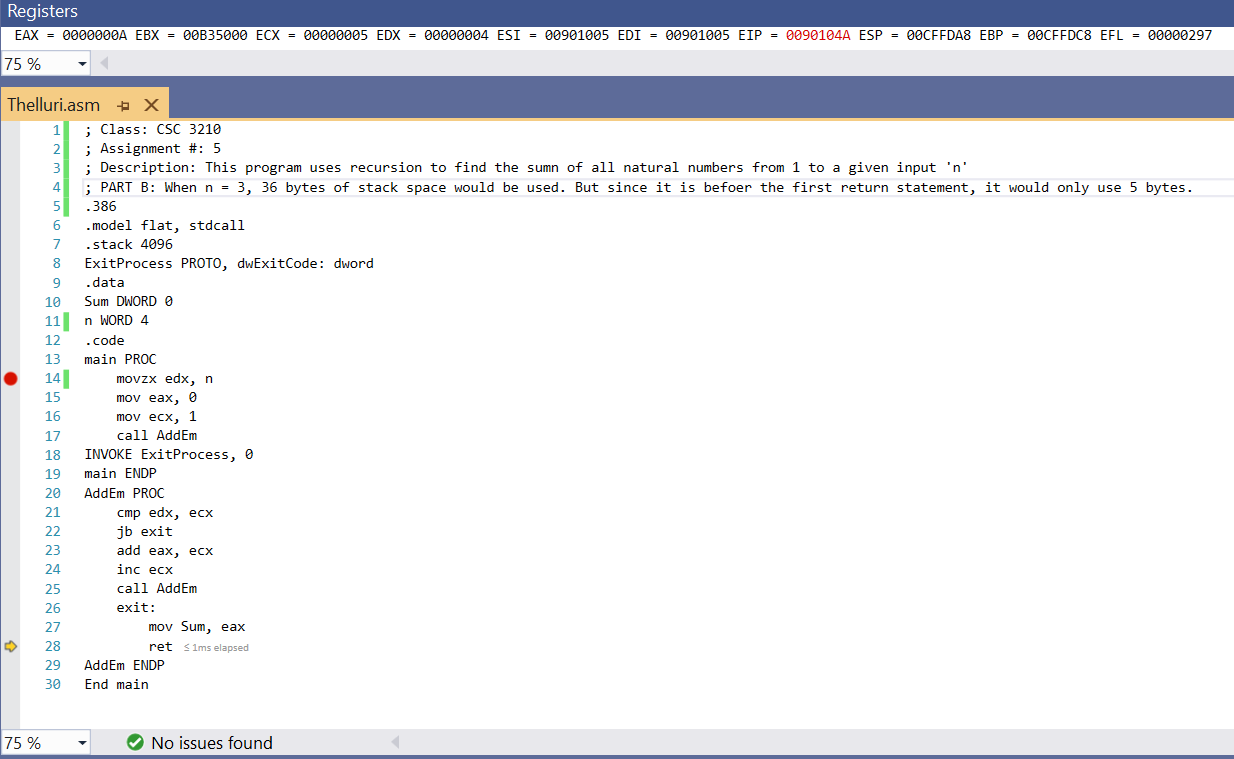 Registers
EAX = 0000000A EBX = 00B35000 ECX = 00000005 EDX = 00000004 ESI = 00901005 EDI = 00901005 EIP = 0090104A ESP = 00CFFDA8 EBP = 00CFFDC8 EFL = 00000297
75 %
Thelluri.asm
1 ; Class: CSC 3210
2 ; Assignment #: 5
3 ; Description: This program uses recursion to find the sumn of all natural numbers from 1 to a given input 'n'
4 ; PART B: When n = 3, 36 bytes of stack space would be used. But since it is befoer the first return statement, it would only use 5 bytes.
5 .386
6 .model flat, stdcall
7 .stack 4096
8 ExitProcess PROTO, dwExitCode: dword
9 .data
10 Sum DWORD 0
11 n WORD 4
12 .code
13 main PROC
14 movzx edx, n
15 mov eax, 0
16 mov ecx, 1
17 call AddEm
18 INVOKE ExitProcess, 0
19 main ENDP
20 AddEm PROC
21 cmp edx, ecx
22 jb exit
23 add eax, ecx
24 inc ecx
25 call AddEm
26 exit:
27 mov Sum, eax
28 ret ≤ 1ms elapsed
29 AddEm ENDP
30 End main
75 % No issues found